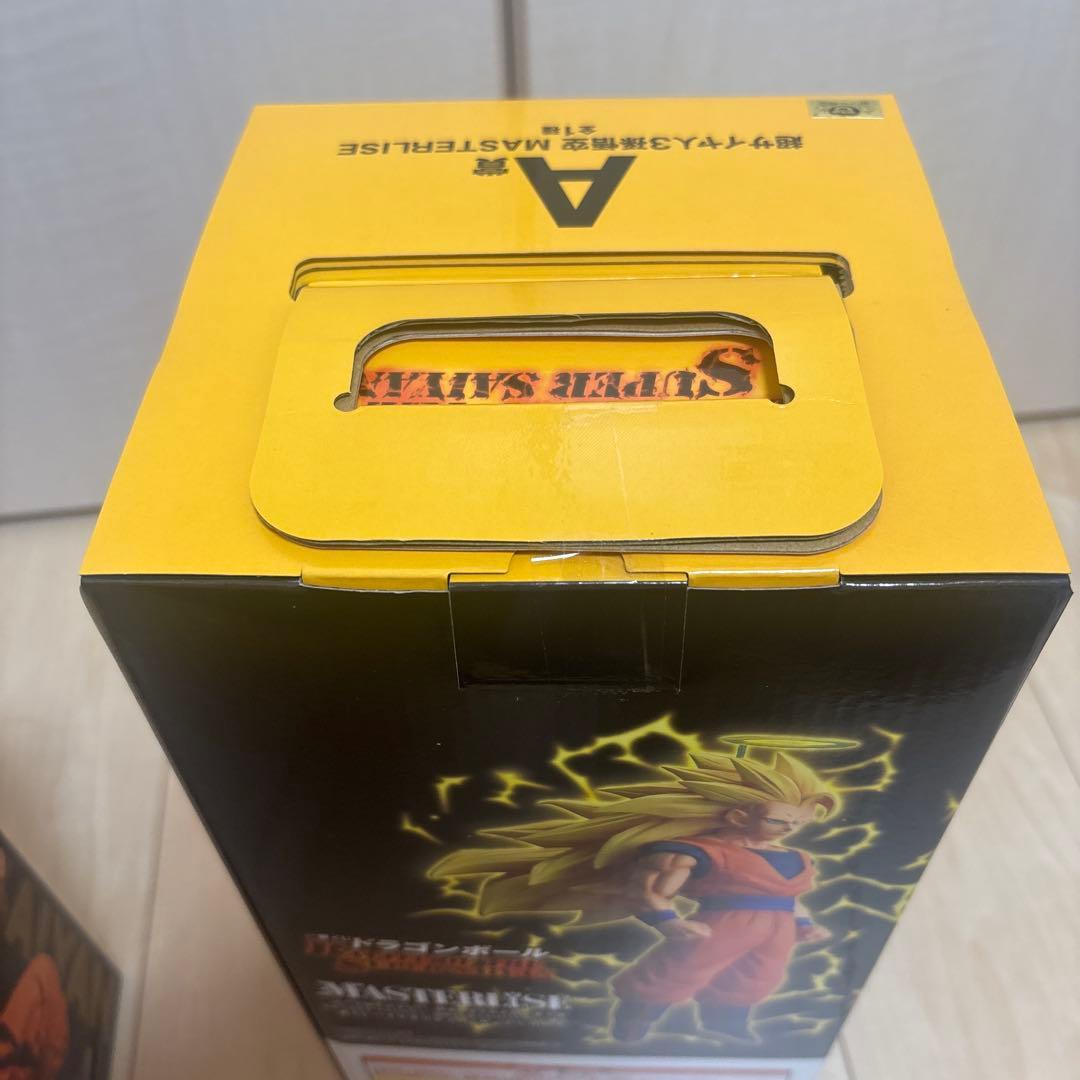 A賞
超サイヤ人3孫悟空 MASTERLISE
全1種
SUPER SAIYAN
ドラゴンボール
MASTERLISE